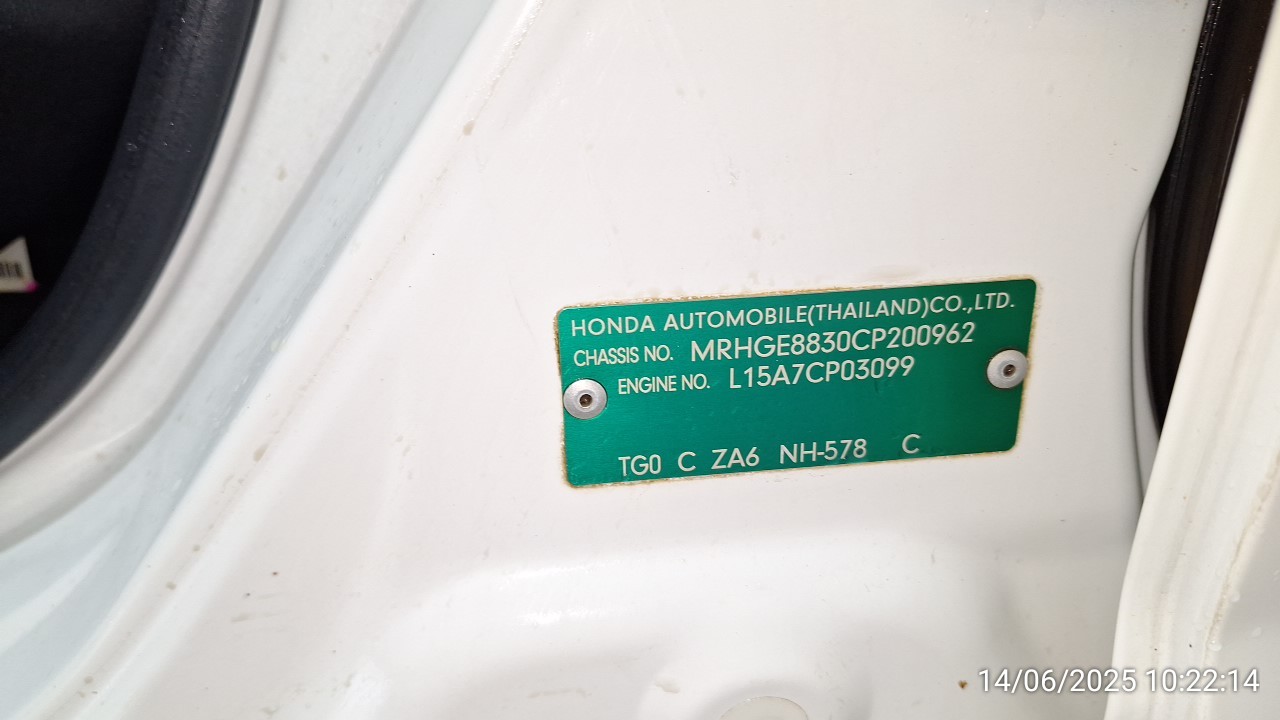 HONDA AUTOMOBILE(THAILAND)CO.,LTD.
CHASSIS NO. MRHGE8830CP200962
ENGINE NO. L15A7CP03099
TG0 C ZA6 NH-578 C
14/06/2025 10:22:14